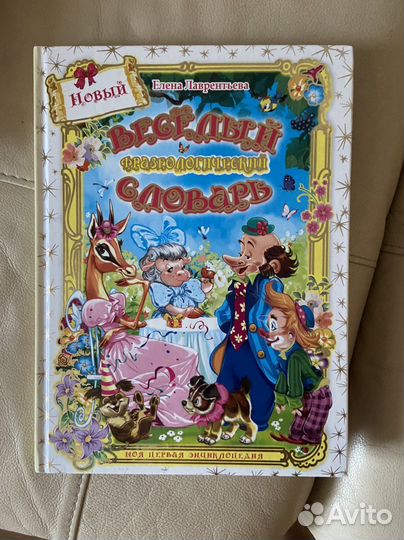 Новый
Елена Лаврентьева
ВЕСЁЛЫЙ
ФРАЗЕОЛОГИЧЕСКИЙ
СЛОВАРЬ
МОЯ ПЕРВАЯ ЭНЦИКЛОПЕДИЯ
Avito